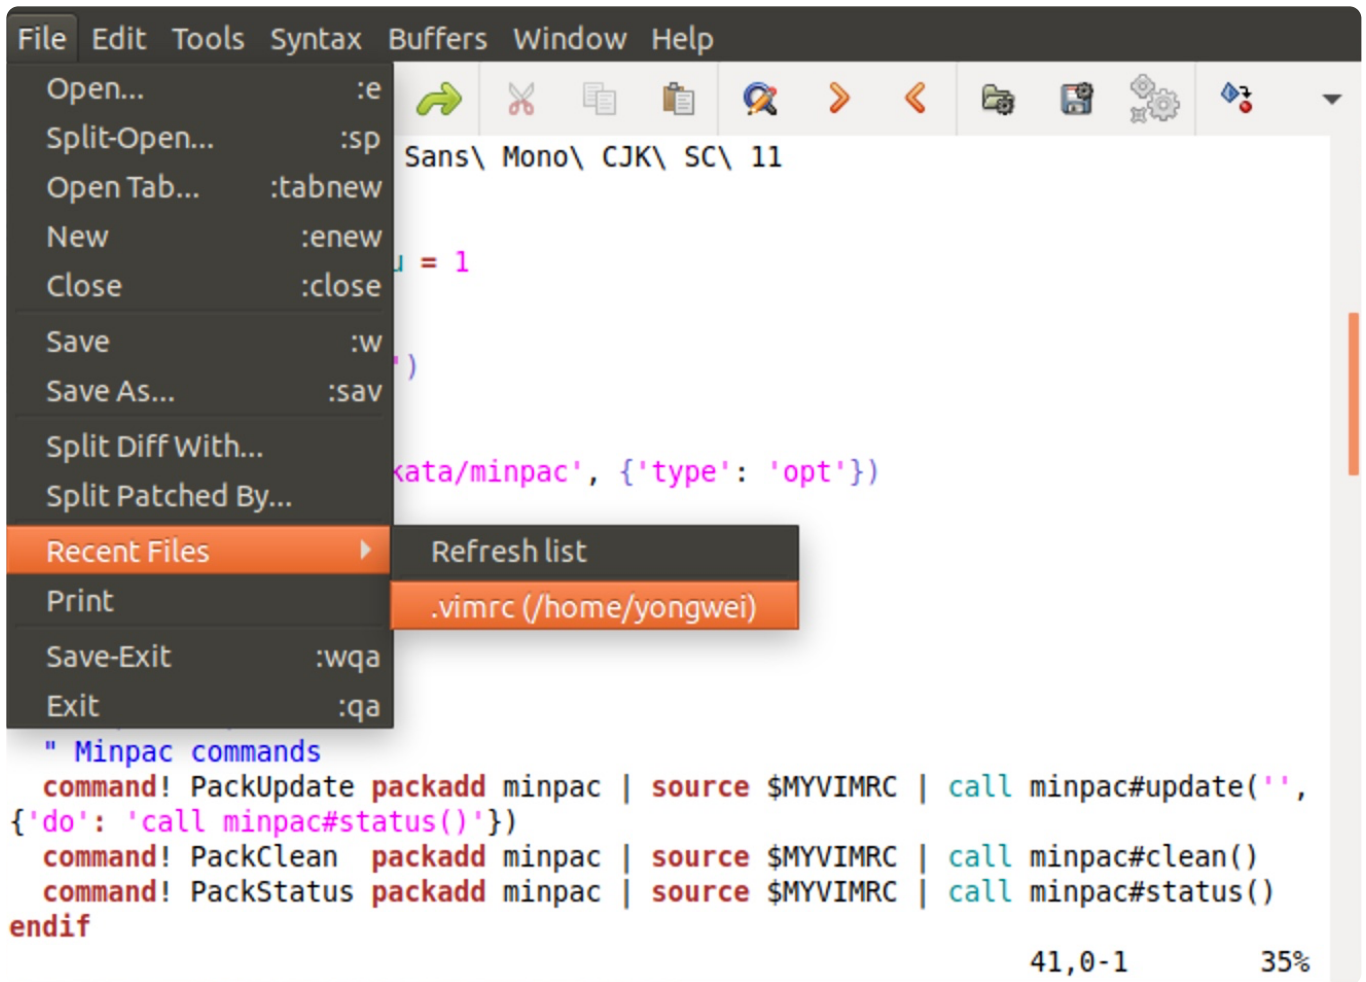 File Edit Tools Syntax Buffers Window Help
Open... :e
Split-Open... :sp
Open Tab... :tabnew
New :enew
Close :close
Save :w
Save As... :sav
Split Diff With...
Split Patched By...
Recent Files
Print
Save-Exit :wqa
Exit :qa
Refresh list
.vimrc (/home/yongwei)
Sans\ Mono\ CJK\ SC\ 11
= 1
')
kata/minpac', {'type': 'opt'})
" Minpac commands
command! PackUpdate packadd minpac | source $MYVIMRC | call minpac#update('',
{'do': 'call minpac#status()'})
command! PackClean  packadd minpac | source $MYVIMRC | call minpac#clean()
command! PackStatus packadd minpac | source $MYVIMRC | call minpac#status()
endif
41,0-1 35%